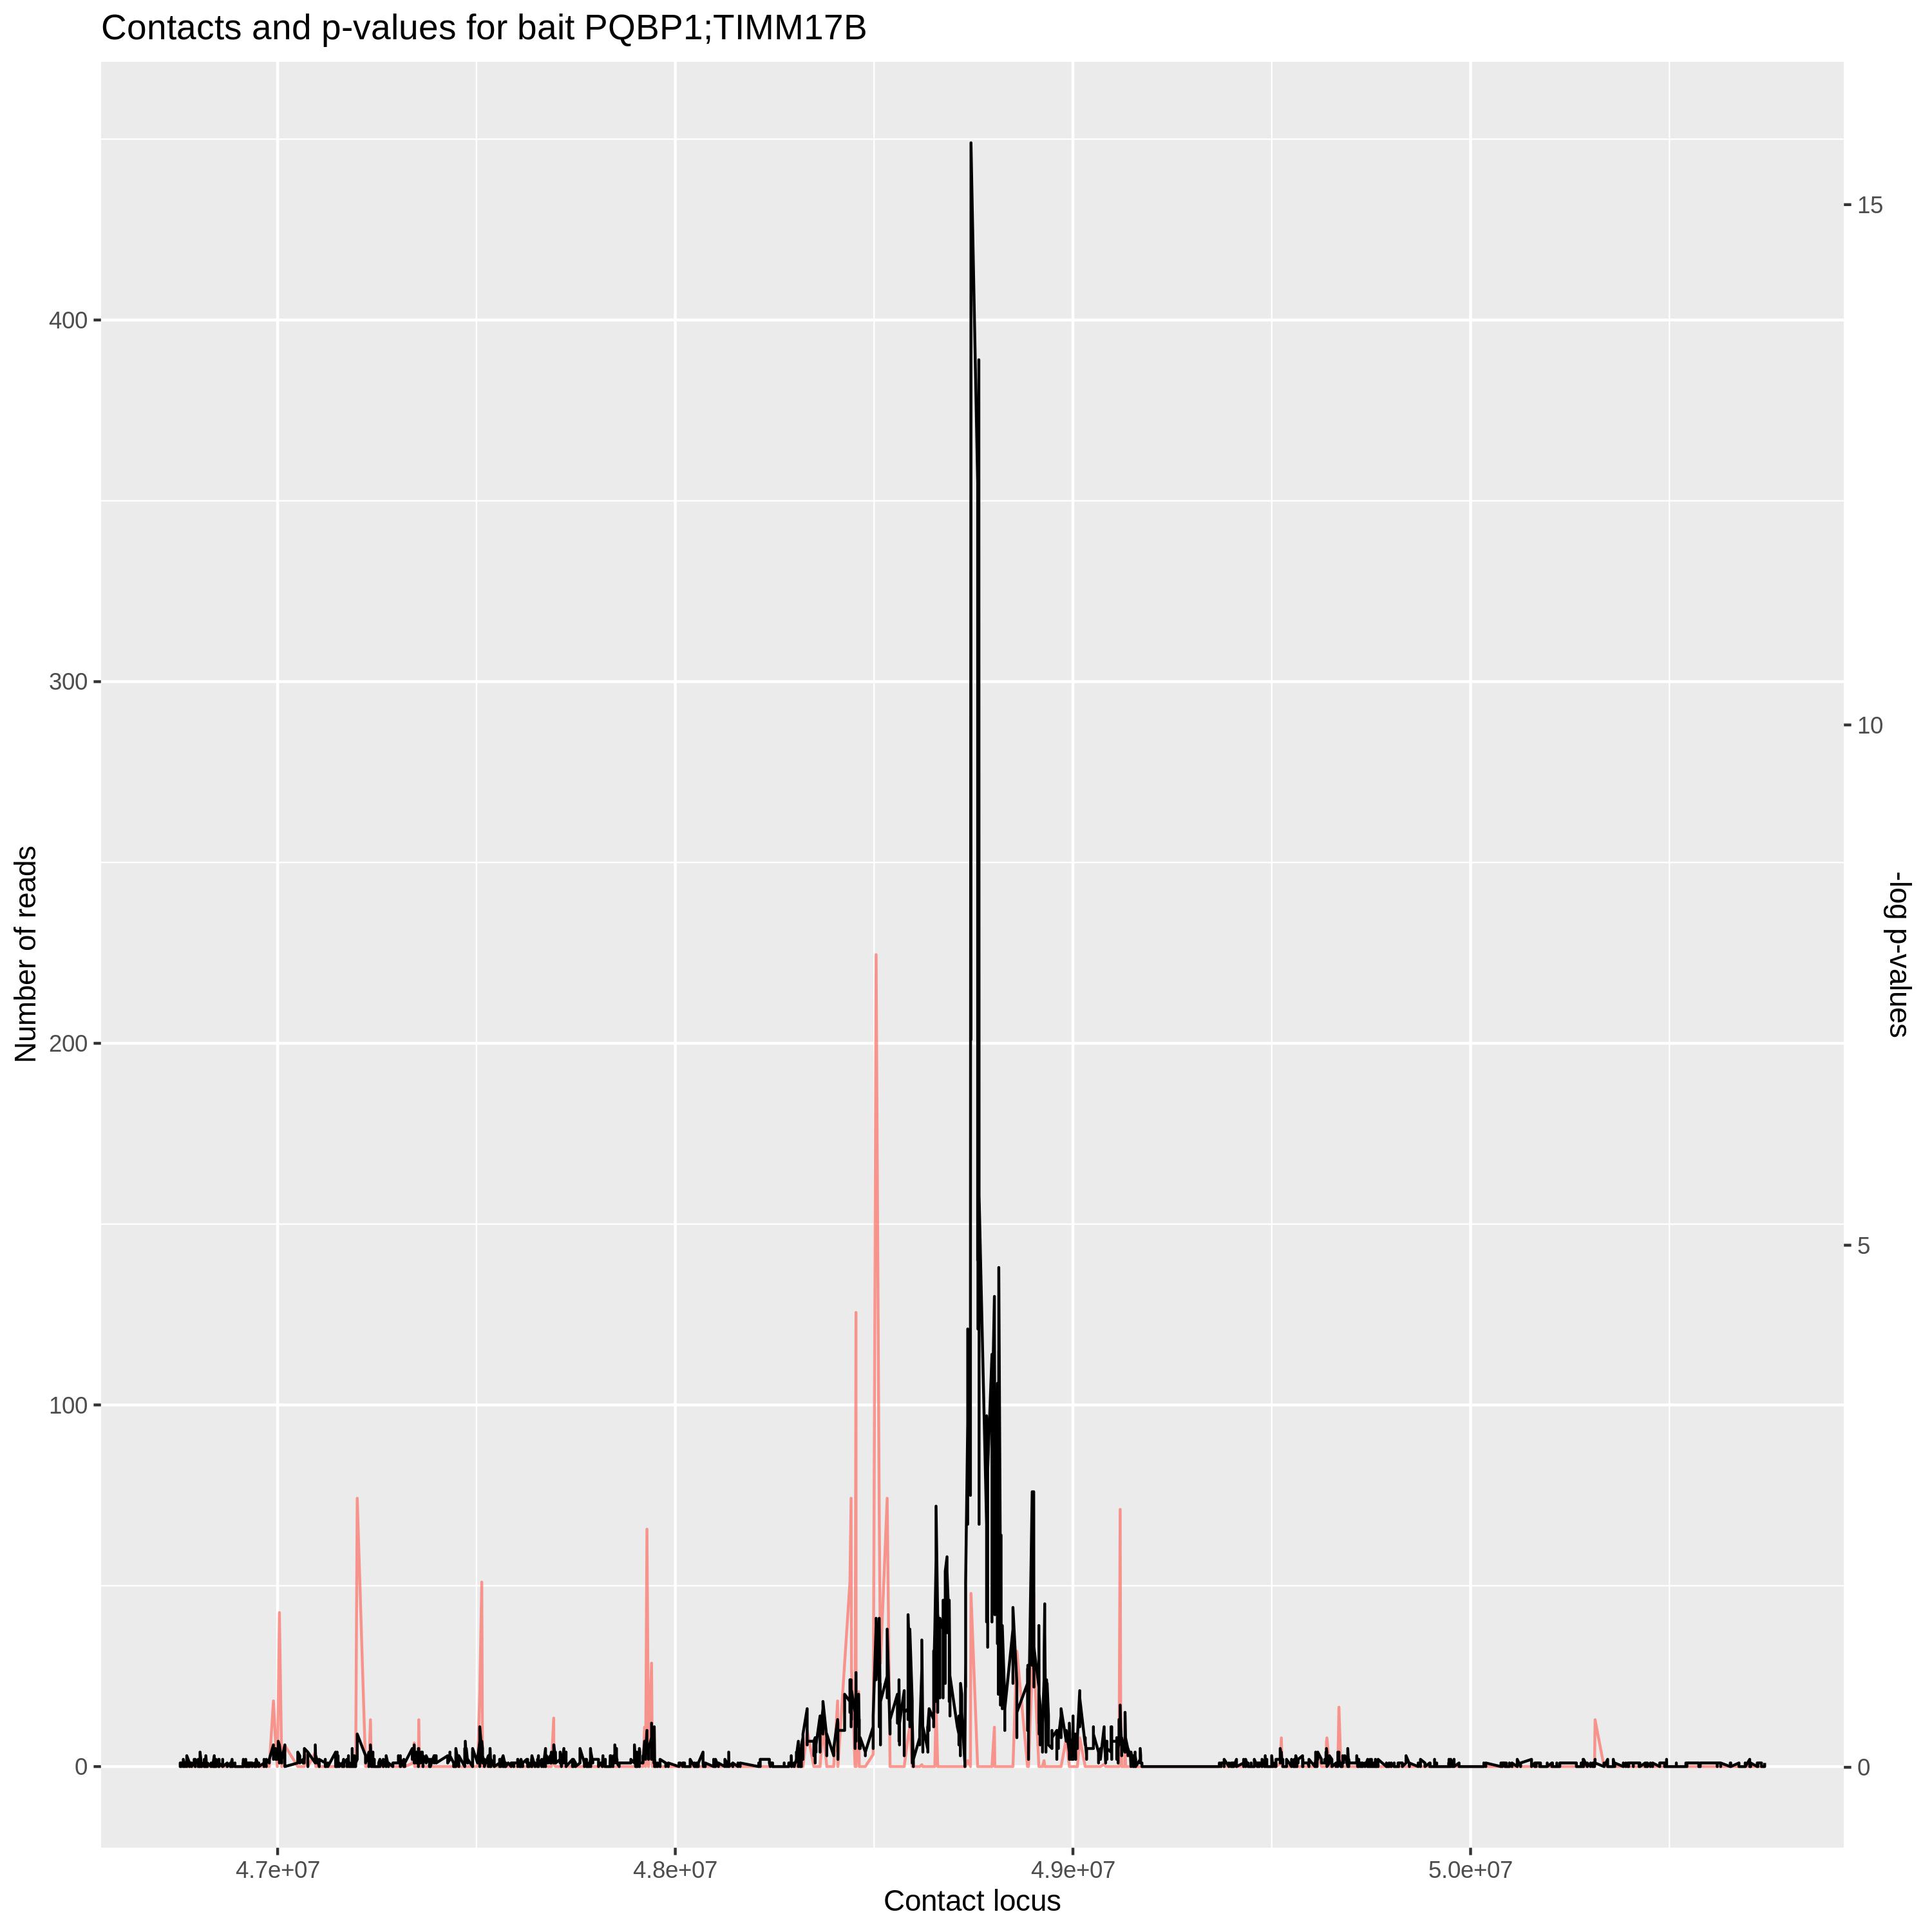 Contacts and p-values for bait PQBP1;TIMM17B
400
300
200
100
0
Number of reads
15
10
5
0
-log p-values
4.7e+07 4.8e+07 4.9e+07 5.0e+07
Contact locus